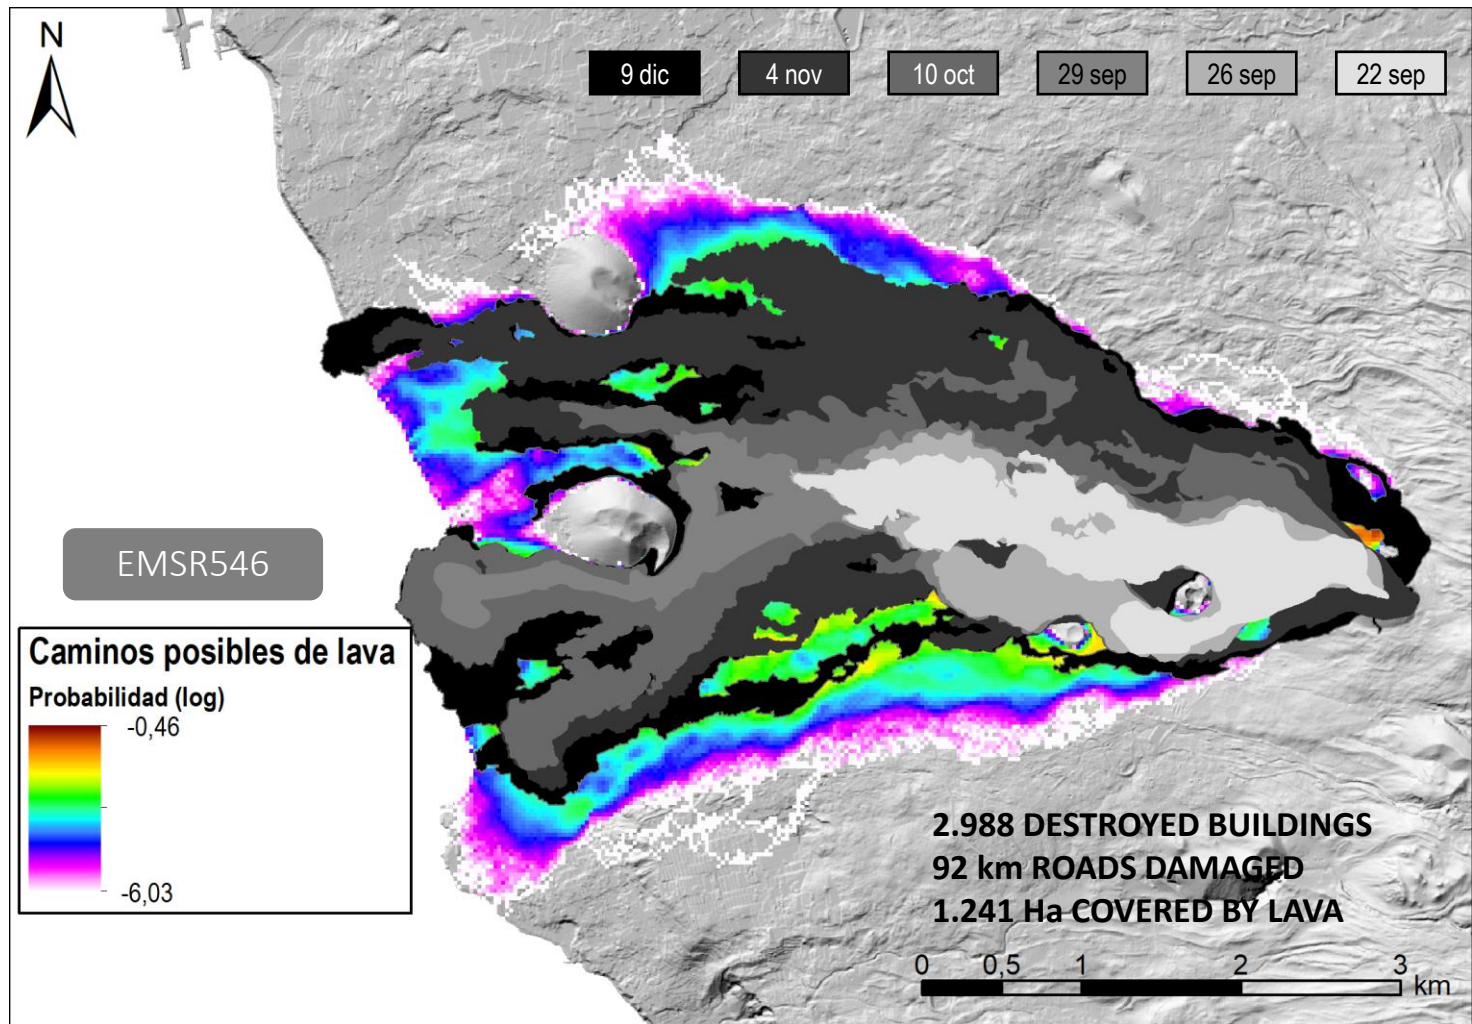 N
9 dic
4 nov
10 oct
29 sep
26 sep
22 sep
EMSR546
Caminos posibles de lava
Probabilidad (log)
-0,46
-6,03
2.988 DESTROYED BUILDINGS
92 km ROADS DAMAGED
1.241 Ha COVERED BY LAVA
0 0,5 1 2 3
km